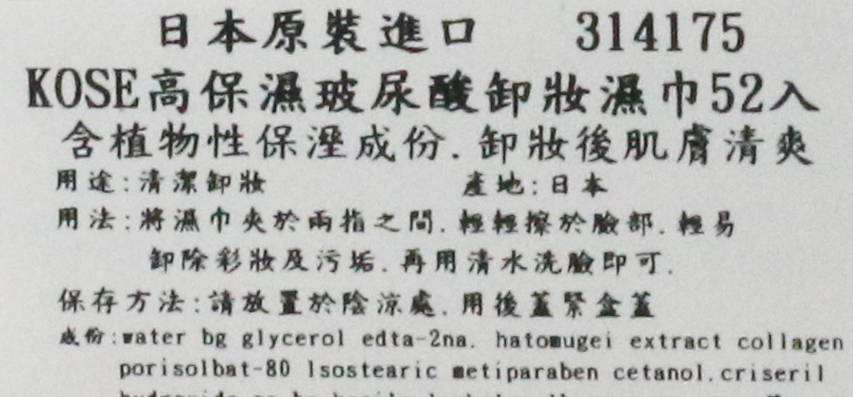 日本原裝進口 314175
KOSE高保濕玻尿酸卸妝濕巾52入
含植物性保溼成份.卸妝後肌膚清爽
用途:清潔卸妝 產地:日本
用法:將濕巾夾於兩指之間.輕輕擦於臉部.輕易
卸除彩妝及污垢.再用清水洗臉即可.
保存方法:請放置於陰涼處.用後蓋緊盒蓋
成份:water bg glycerol edta-2na. hatomugei extract collagen
porisolbat-80 lsostearic metiparaben cetanol.criseril